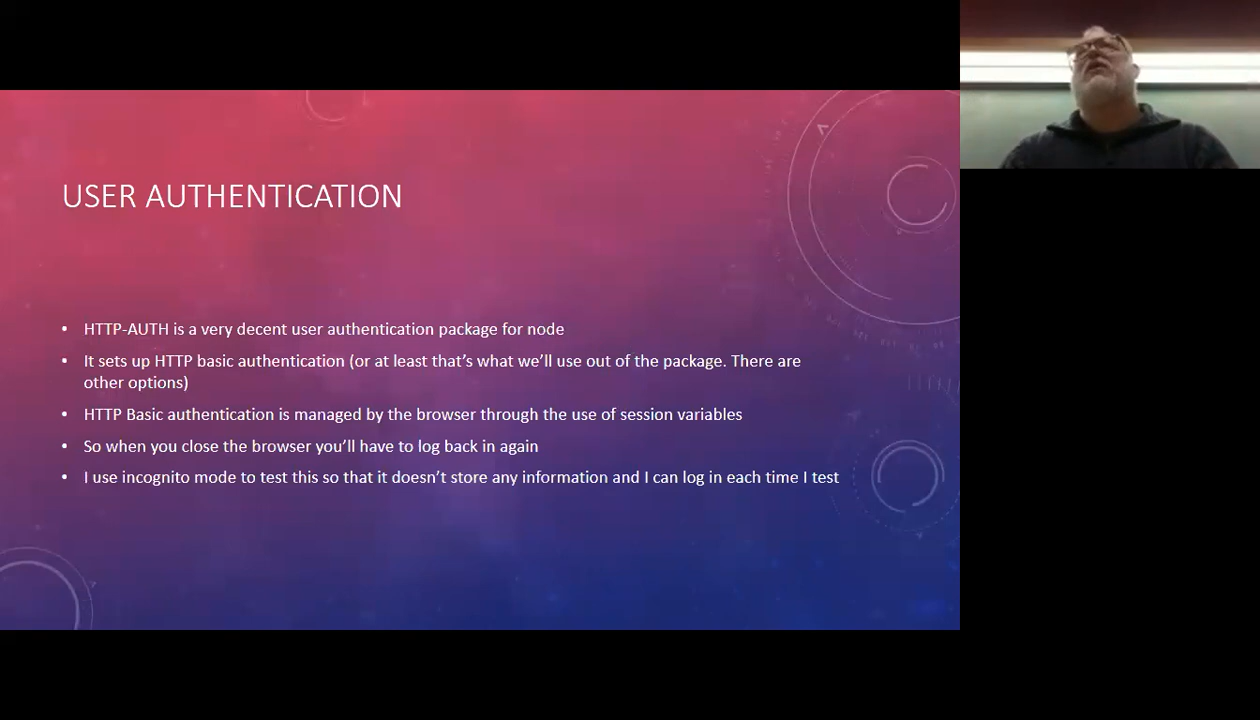 USER AUTHENTICATION
• HTTP-AUTH is a very decent user authentication package for node
• It sets up HTTP basic authentication (or at least that's what we'll use out of the package. There are
other options)
• HTTP Basic authentication is managed by the browser through the use of session variables
• So when you close the browser you'll have to log back in again
• I use incognito mode to test this so that it doesn't store any information and I can log in each time I test